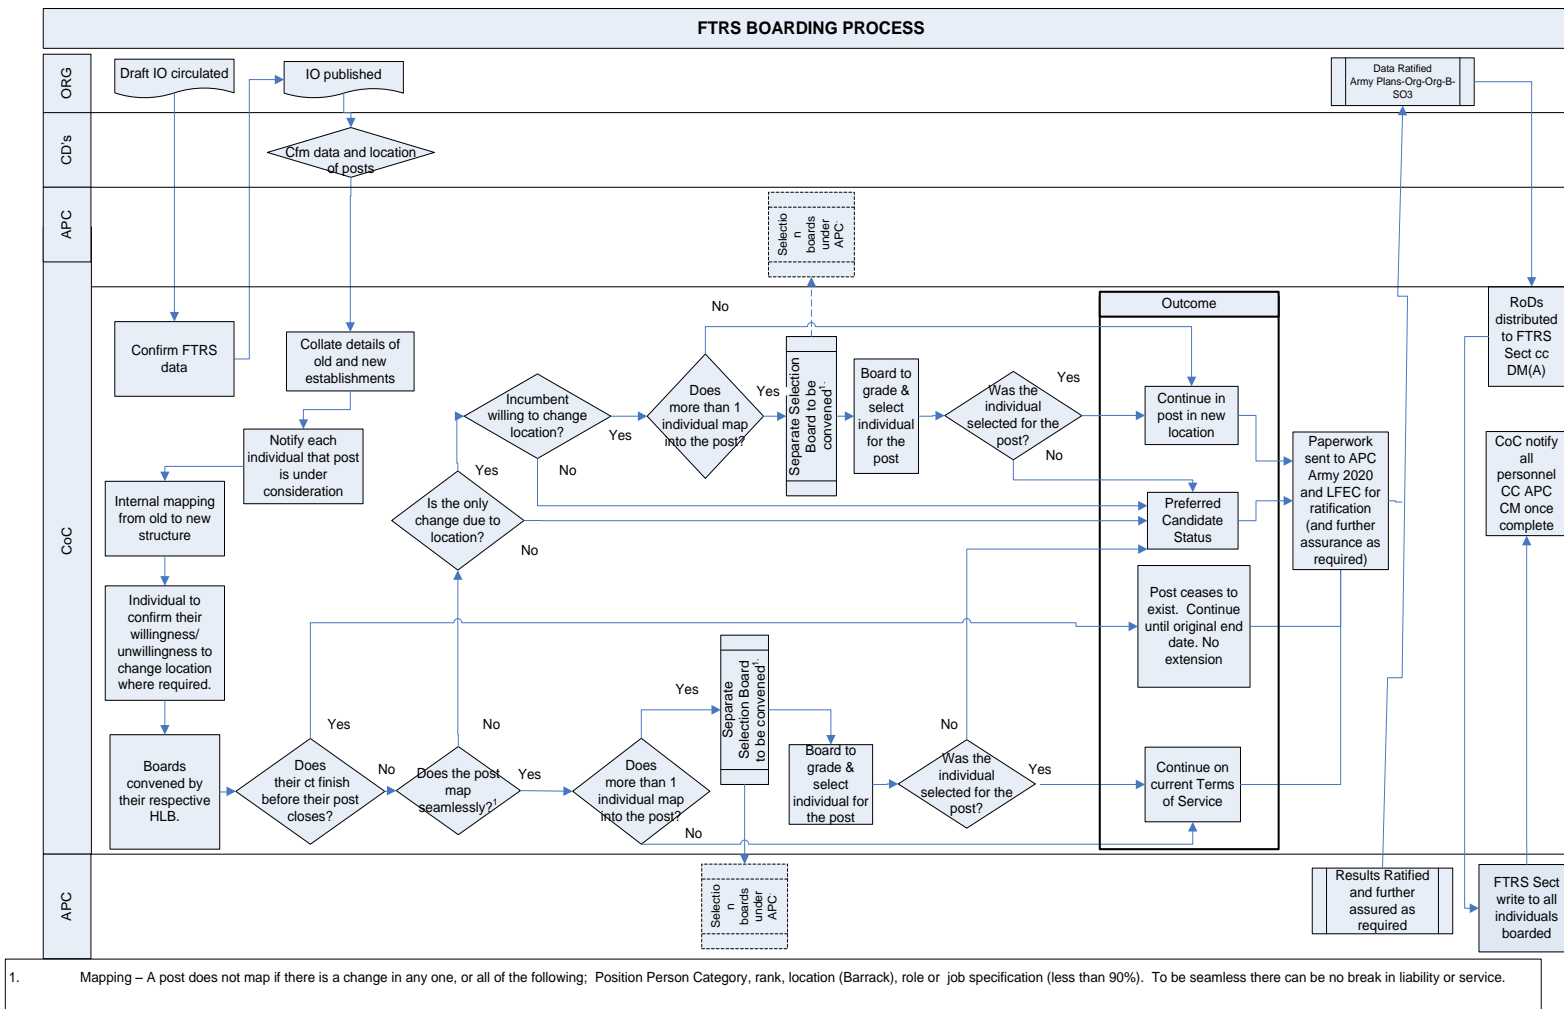 FTRS BOARDING PROCESS
ORG
Draft IO circulated
IO published
Data Ratified
Army Plans-Org-Org-B-
SO3
CD's
Cfm data and location
of posts
APC
Selectio
n
boards
under
APC.
CoC
Confirm FTRS
data
Collate details of
old and new
establishments
Notify each
individual that post
is under
consideration
Internal mapping
from old to new
structure
Individual to
confirm their
willingness/
unwillingness to
change location
where required.
Boards
convened by
their respective
HLB.
Does
their ct finish
before their post
closes?
Yes
No
Does the post
map
seamlessly?1
No
Yes
Is the only
change due to
location?
Yes
No
Incumbent
willing to change
location?
Yes
No
Does
more than 1
individual map
into the post?
No
Yes
Separate Selection
Board to be
convened1.
Board to
grade &
select
individual
for the
post
Was the
individual
selected for the
post?
Yes
No
Does
more than 1
individual map
into the post?
Yes
No
Separate
Selection Board
to be convened1.
Board to
grade &
select
individual for
the post
Was the
individual
selected for the
post?
No
Yes
Outcome
Continue in
post in new
location
Preferred
Candidate
Status
Post ceases to
exist. Continue
until original end
date. No
extension
Continue on
current Terms
of Service
Paperwork
sent to APC
Army 2020
and LFEC for
ratification
(and further
assurance as
required)
RoDs
distributed
to FTRS
Sect cc
DM(A)
CoC notify
all
personnel
CC APC
CM once
complete
APC
Selectio
n
boards
under
APC.
Results Ratified
and further
assured as
required
FTRS Sect
write to all
individuals
boarded
1. Mapping – A post does not map if there is a change in any one, or all of the following; Position Person Category, rank, location (Barrack), role or job specification (less than 90%). To be seamless there can be no break in liability or service.